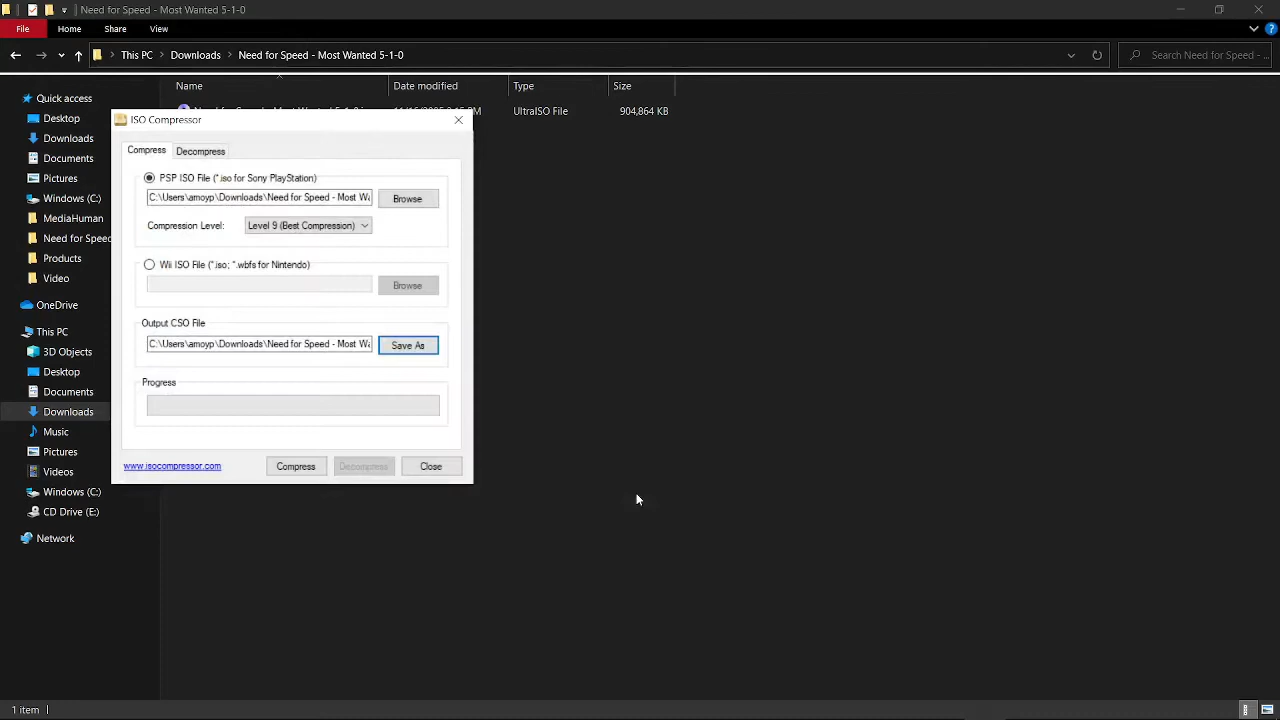 Need for Speed - Most Wanted 5-1-0
File
Home
Share
View
This PC
Downloads
Need for Speed - Most Wanted 5-1-0
Search Need for Speed - ...
Name
Date modified
Type
Size
Quick access
Desktop
Downloads
Documents
Pictures
Windows (C:)
MediaHuman
Need for Speed
Products
Video
OneDrive
This PC
3D Objects
Desktop
Documents
Downloads
Music
Pictures
Videos
Windows (C:)
CD Drive (E:)
Network
UltraISO File
904,864 KB
ISO Compressor
Compress
Decompress
PSP ISO File (*.iso for Sony PlayStation)
C:\Users\amoyp\Downloads\Need for Speed - Most Wa
Browse
Compression Level:
Level 9 (Best Compression)
Wii ISO File (*.iso; *.wbfs for Nintendo)
Browse
Output CSO File
C:\Users\amoyp\Downloads\Need for Speed - Most Wa
Save As
Progress
www.isocompressor.com
Compress
Decompress
Close
1 item